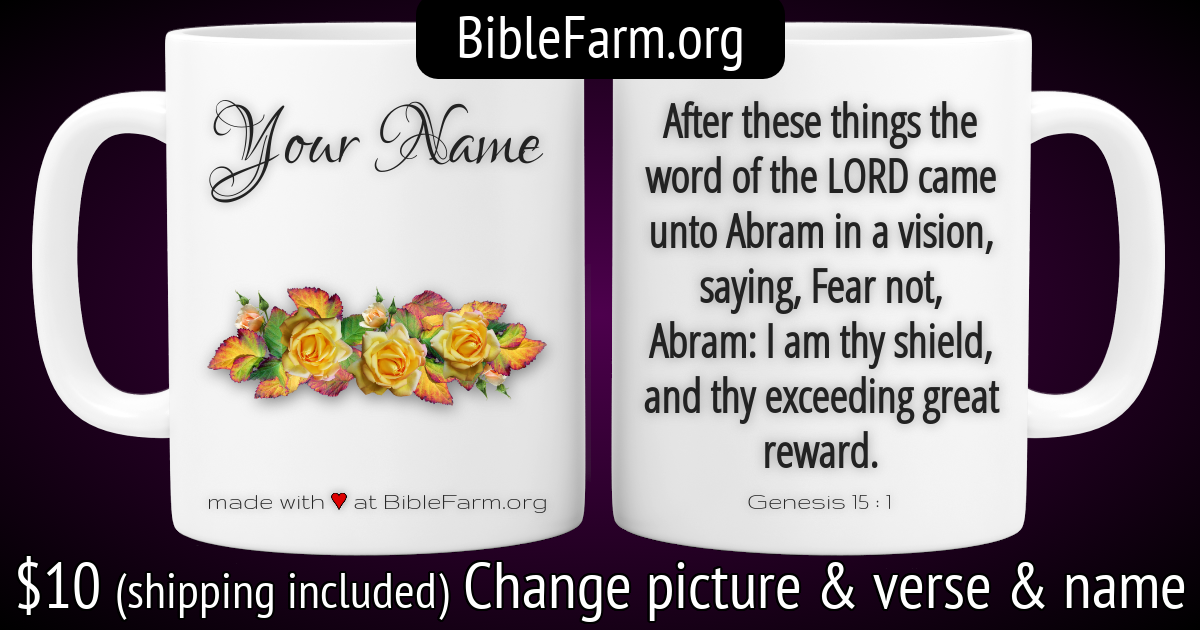 BibleFarm.org
Your Name
made with ♥ at BibleFarm.org
After these things the
word of the LORD came
unto Abram in a vision,
saying, Fear not,
Abram: I am thy shield,
and thy exceeding great
reward.
Genesis 15 : 1
$10 (shipping included) Change picture & verse & name